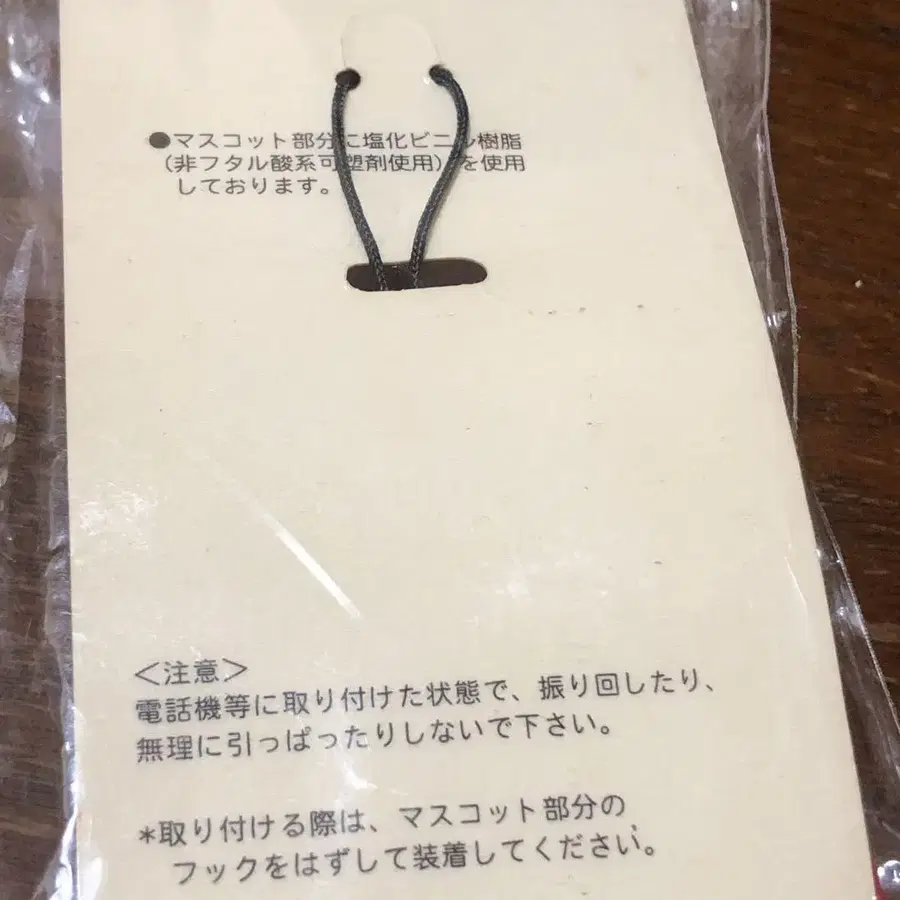 ●マスコット部分に塩化ビニル樹脂
(非フタル酸系可塑剤使用)を使用
しております。
＜注意＞
電話機等に取り付けた状態で、振り回したり、
無理に引っぱったりしないで下さい。
*取り付ける際は、マスコット部分の
フックをはずして装着してください。